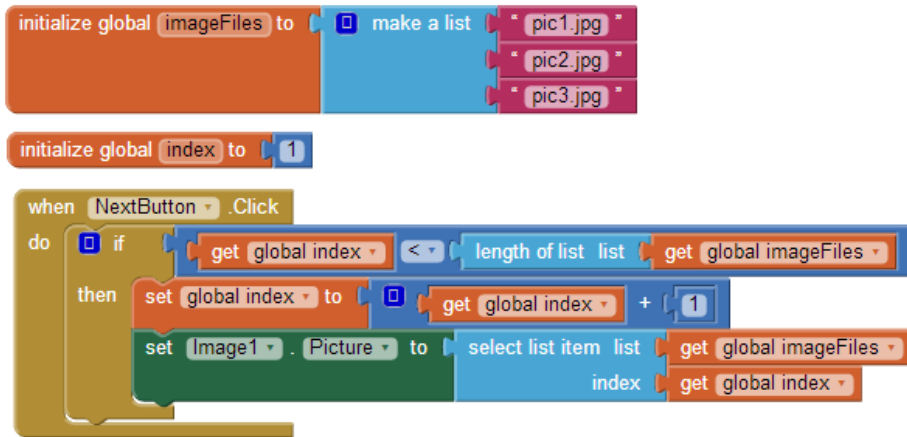 initialize global imageFiles to make a list " pic1.jpg "
" pic2.jpg "
" pic3.jpg "
initialize global index to 1
when NextButton .Click
do if get global index < length of list list get global imageFiles
then set global index to get global index + 1
set Image1 . Picture to select list item list get global imageFiles
index get global index